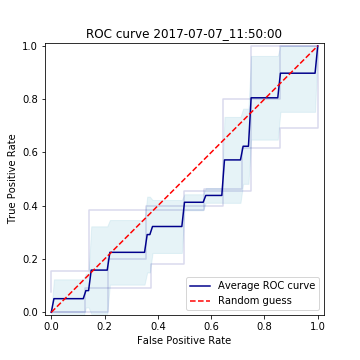 ROC curve 2017-07-07_11:50:00
1.0
0.8
0.6
0.4
0.2
0.0
True Positive Rate
Average ROC curve
Random guess
0.0 0.2 0.4 0.6 0.8 1.0
False Positive Rate